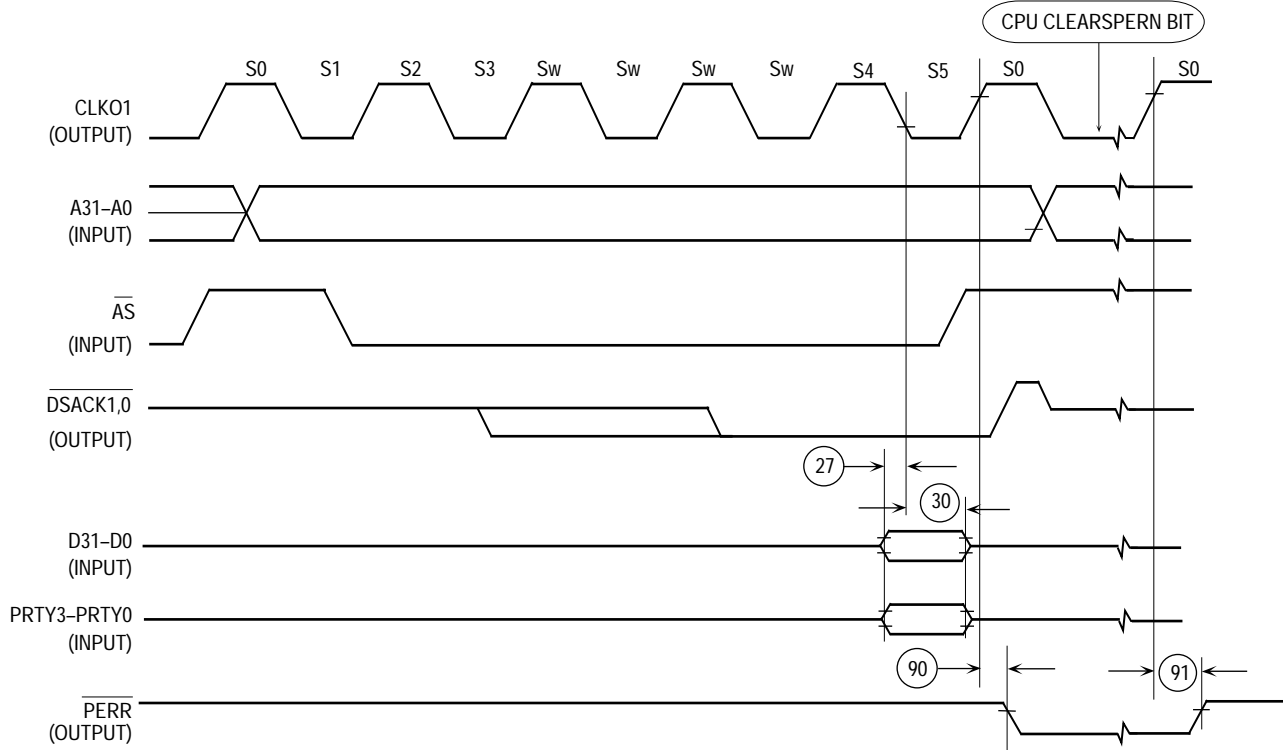 CPU CLEARSPERN BIT
S0 S1 S2 S3 Sw Sw Sw Sw S4 S5 S0 S0
CLKO1
(OUTPUT)
A31–A0
(INPUT)
AS
(INPUT)
DSACK1,0
(OUTPUT)
27
30
D31–D0
(INPUT)
PRTY3–PRTY0
(INPUT)
90
91
PERR
(OUTPUT)